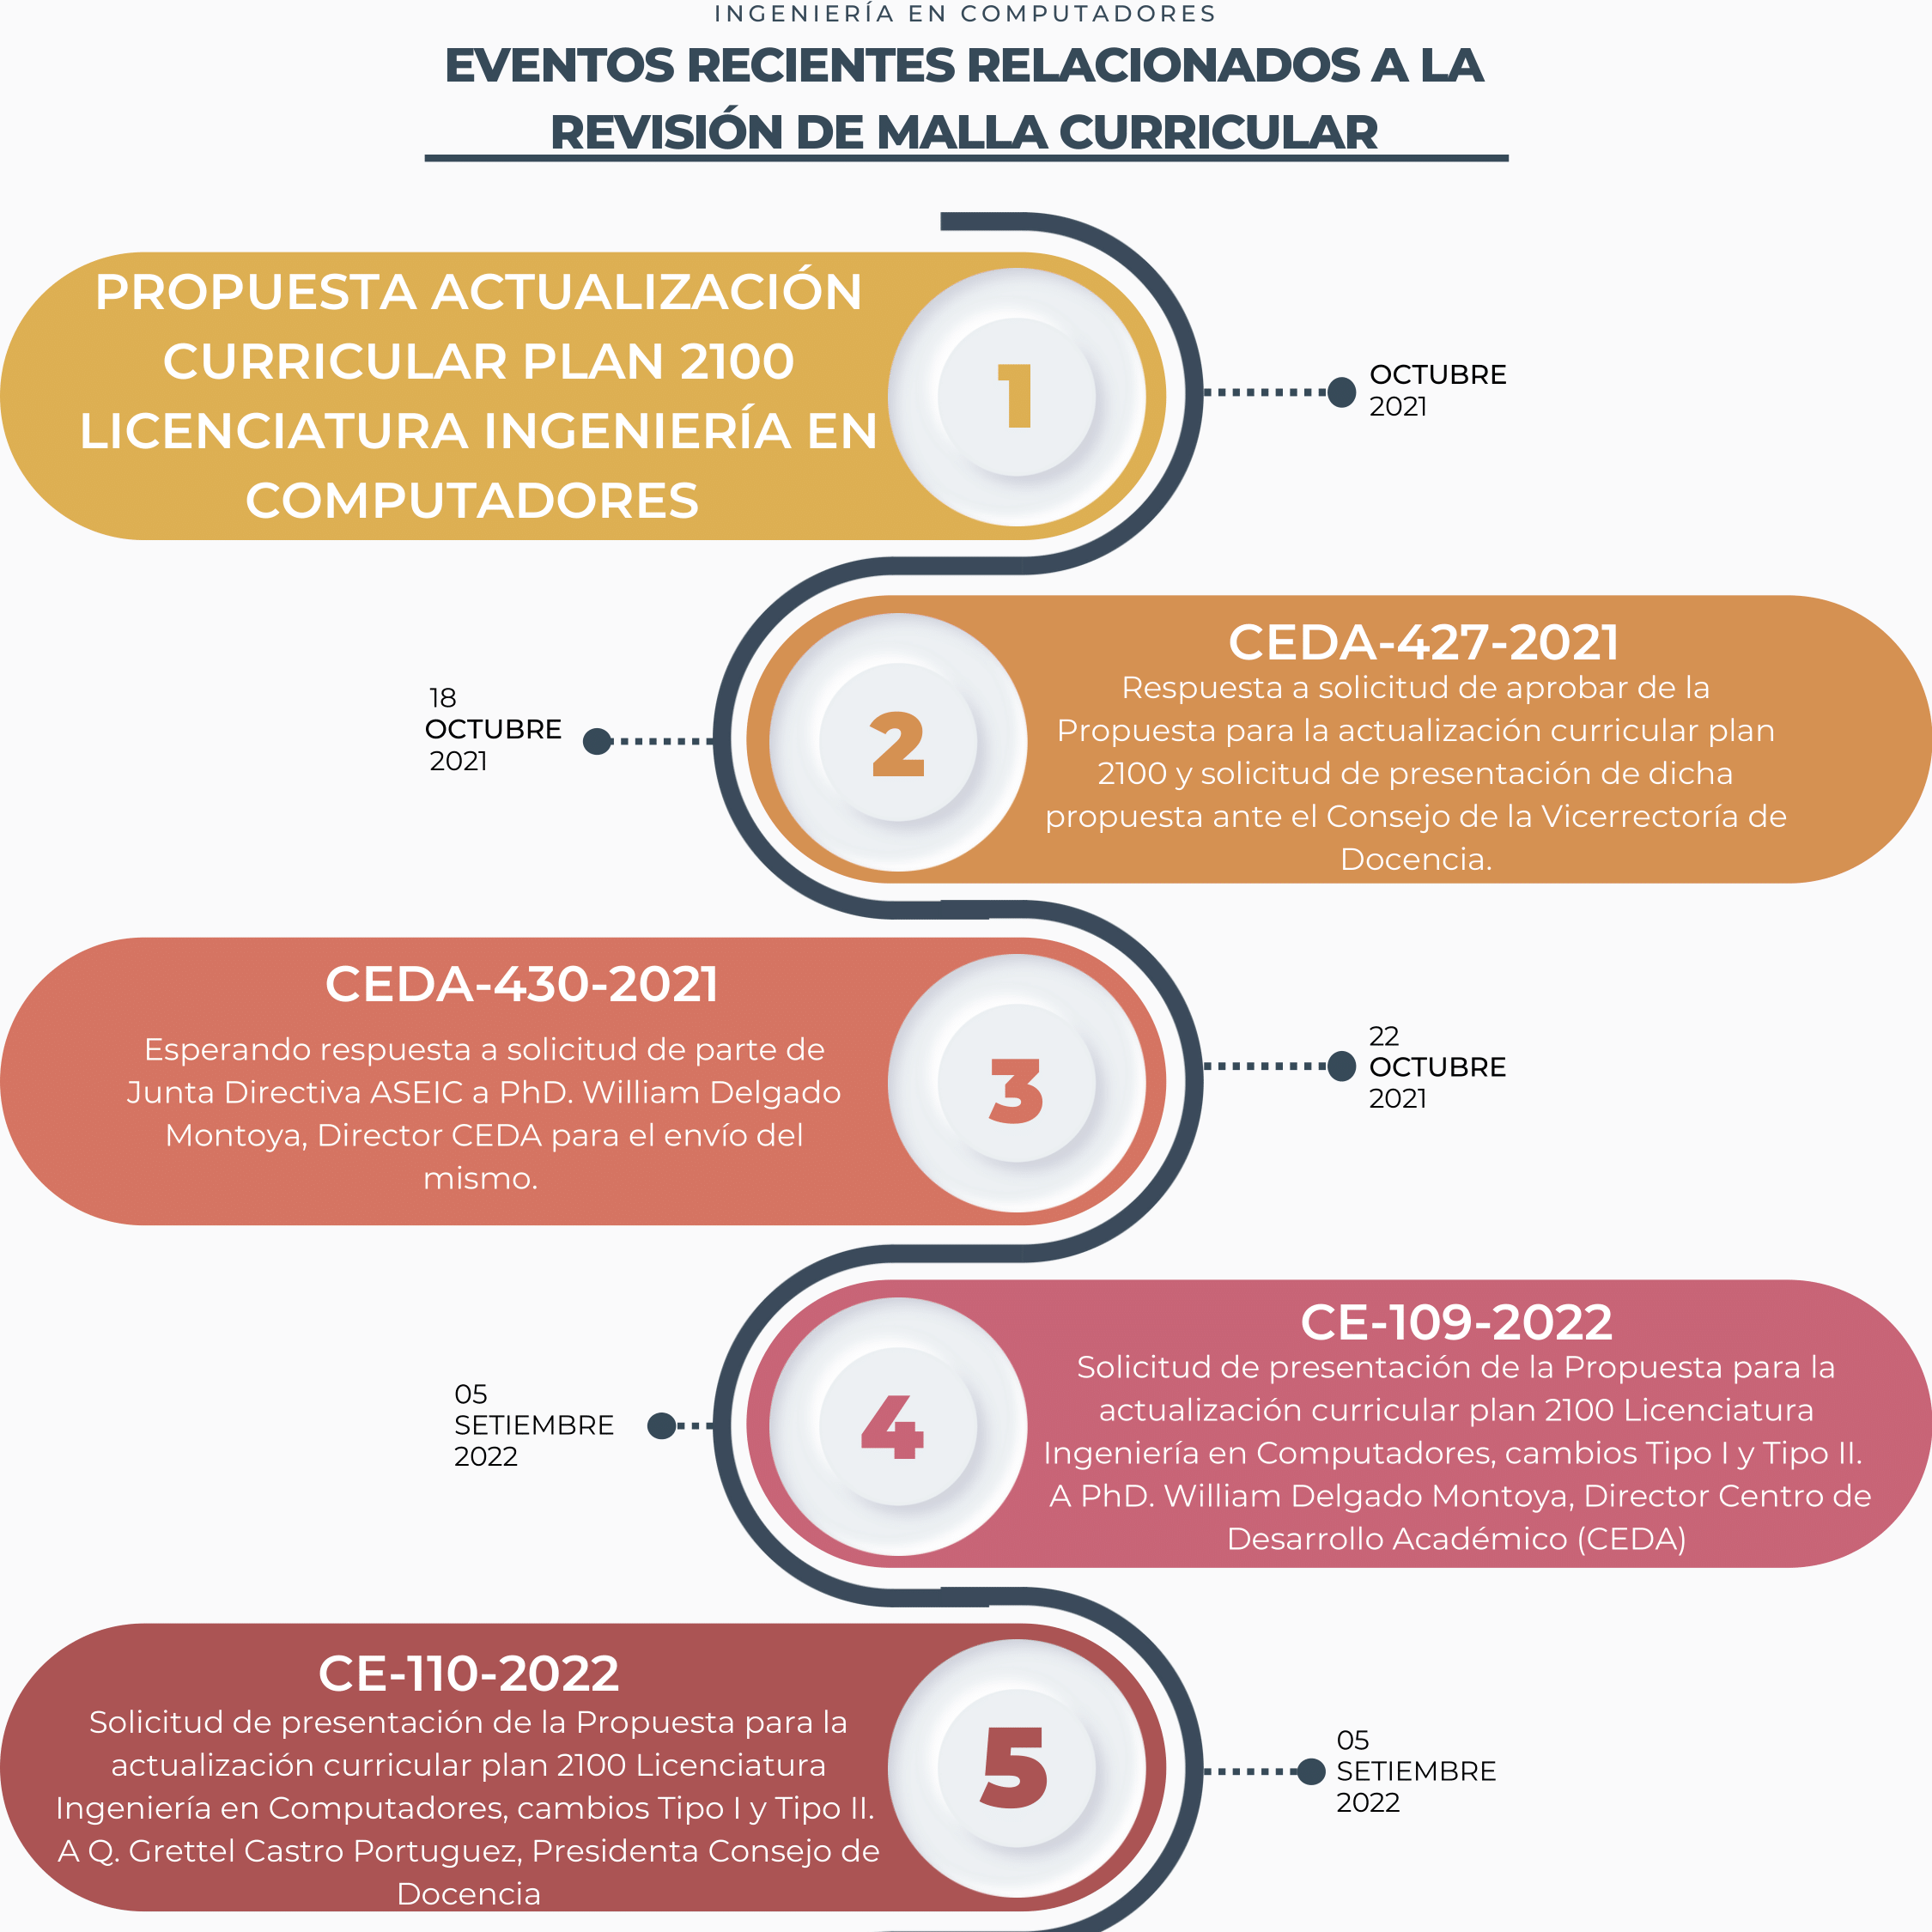 INGENIERÍA EN COMPUTADORES
EVENTOS RECIENTES RELACIONADOS A LA
REVISIÓN DE MALLA CURRICULAR
PROPUESTA ACTUALIZACIÓN
CURRICULAR PLAN 2100
LICENCIATURA INGENIERÍA EN
COMPUTADORES
1
OCTUBRE
2021
18
OCTUBRE
2021
2
CEDA-427-2021
Respuesta a solicitud de aprobar de la
Propuesta para la actualización curricular plan
2100 y solicitud de presentación de dicha
propuesta ante el Consejo de la Vicerrectoría de
Docencia.
CEDA-430-2021
Esperando respuesta a solicitud de parte de
Junta Directiva ASEIC a PhD. William Delgado
Montoya, Director CEDA para el envío del
mismo.
3
22
OCTUBRE
2021
05
SETIEMBRE
2022
4
CE-109-2022
Solicitud de presentación de la Propuesta para la
actualización curricular plan 2100 Licenciatura
Ingeniería en Computadores, cambios Tipo I y Tipo II.
A PhD. William Delgado Montoya, Director Centro de
Desarrollo Académico (CEDA)
CE-110-2022
Solicitud de presentación de la Propuesta para la
actualización curricular plan 2100 Licenciatura
Ingeniería en Computadores, cambios Tipo I y Tipo II.
A Q. Grettel Castro Portuguez, Presidenta Consejo de
Docencia
5
05
SETIEMBRE
2022